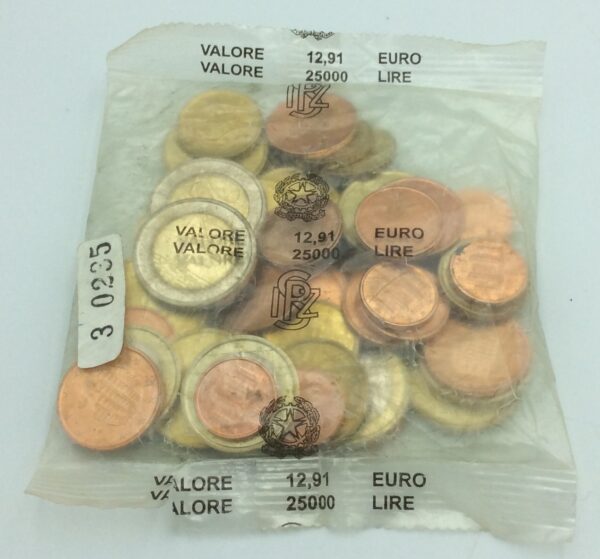 VALORE 12,91 EURO
VALORE 25000 LIRE
IPZS
VALORE 12,91 EURO
VALORE 25000 LIRE
3 0285
IPZS
VALORE 12,91 EURO
VALORE 25000 LIRE